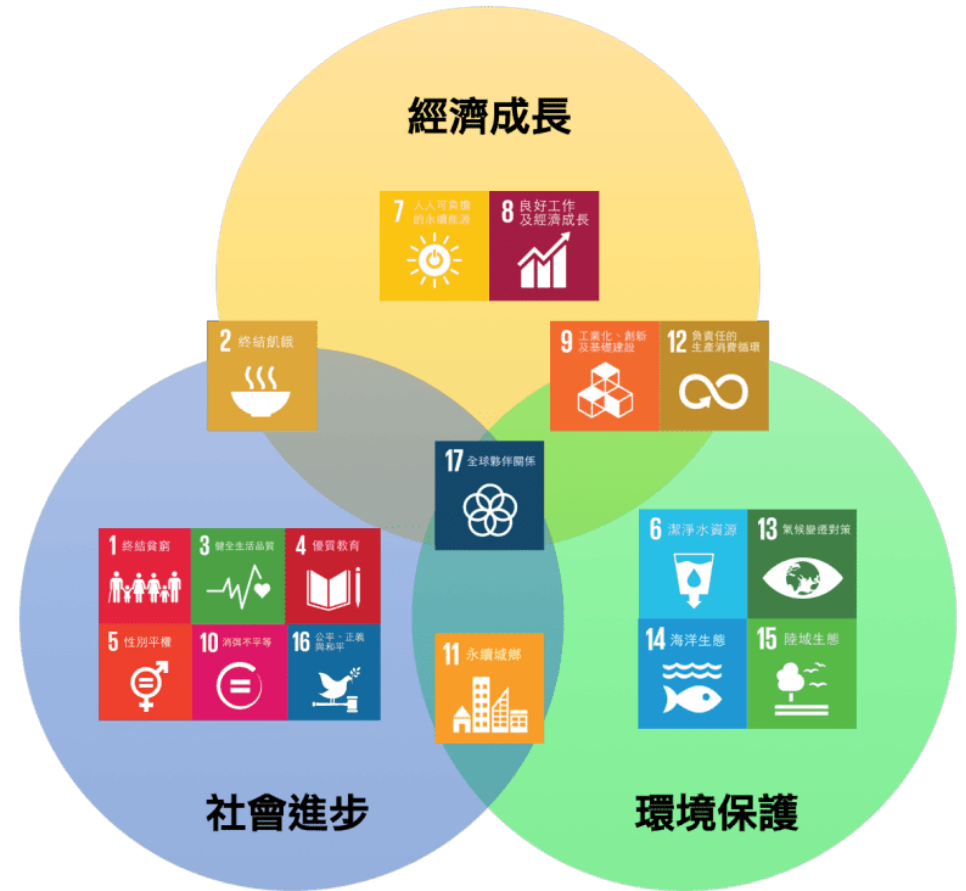 經濟成長
7 人人可負擔
的永續能源
8 良好工作
及經濟成長
2 終結飢餓
9 工業化、創新
及基礎建設
12 負責任的
生產消費循環
17 全球夥伴關係
1 終結貧窮
3 健全生活品質
4 優質教育
5 性別平權
10 消弭不平等
16 公平、正義
與和平
6 潔淨水資源
13 氣候變遷對策
14 海洋生態
15 陸域生態
11 永續城鄉
社會進步
環境保護